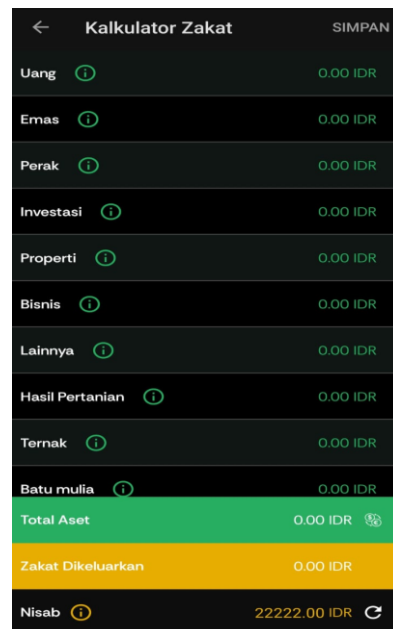 Kalkulator Zakat SIMPAN
Uang 0.00 IDR
Emas 0.00 IDR
Perak 0.00 IDR
Investasi 0.00 IDR
Properti 0.00 IDR
Bisnis 0.00 IDR
Lainnya 0.00 IDR
Hasil Pertanian 0.00 IDR
Ternak 0.00 IDR
Batu mulia 0.00 IDR
Total Aset 0.00 IDR
Zakat Dikeluarkan 0.00 IDR
Nisab 22222.00 IDR